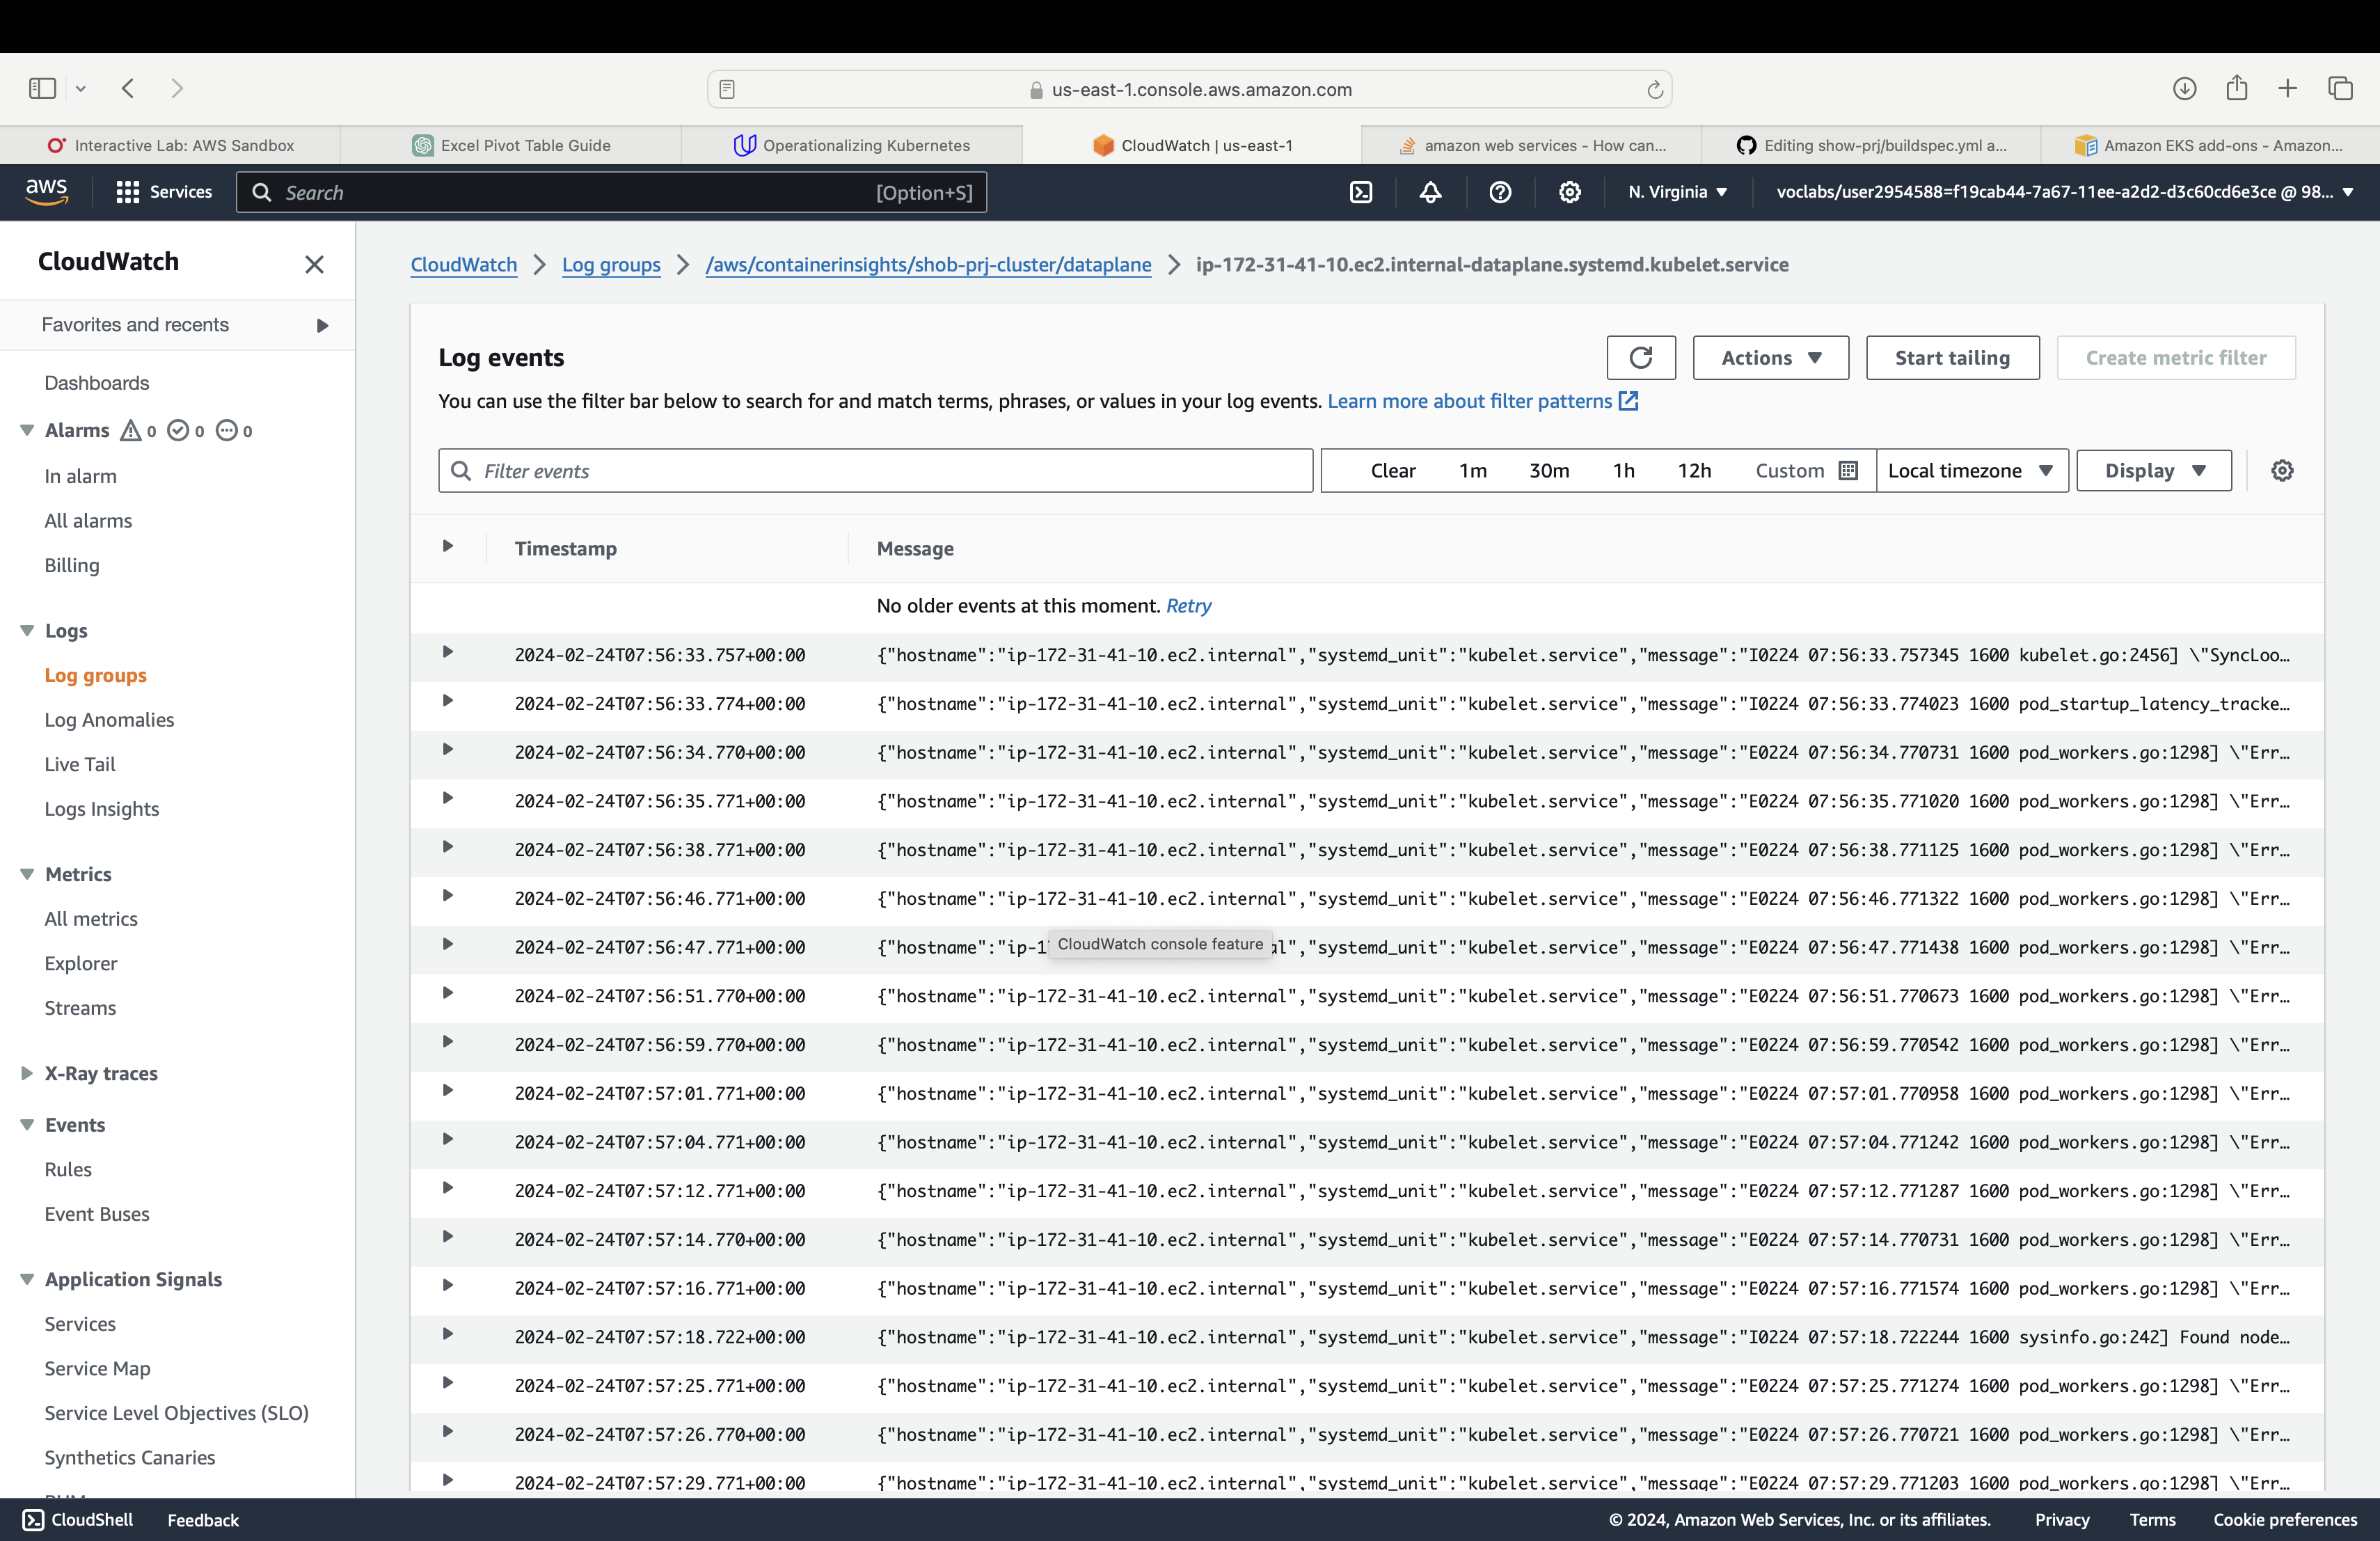 us-east-1.console.aws.amazon.com
Interactive Lab: AWS Sandbox
Excel Pivot Table Guide
Operationalizing Kubernetes
CloudWatch | us-east-1
amazon web services - How can...
Editing show-prj/buildspec.yml a...
Amazon EKS add-ons - Amazon...
aws
Services
Search
[Option+S]
N. Virginia
voclabs/user2954588=f19cab44-7a67-11ee-a2d2-d3c60cd6e3ce @ 98...
CloudWatch
Favorites and recents
Dashboards
Alarms 0 0 0
In alarm
All alarms
Billing
Logs
Log groups
Log Anomalies
Live Tail
Logs Insights
Metrics
All metrics
Explorer
Streams
X-Ray traces
Events
Rules
Event Buses
Application Signals
Services
Service Map
Service Level Objectives (SLO)
Synthetics Canaries
CloudWatch
Log groups
/aws/containerinsights/shob-prj-cluster/dataplane
ip-172-31-41-10.ec2.internal-dataplane.systemd.kubelet.service
Log events
Actions
Start tailing
Create metric filter
You can use the filter bar below to search for and match terms, phrases, or values in your log events. Learn more about filter patterns
Filter events
Clear 1m 30m 1h 12h Custom
Local timezone
Display
Timestamp Message
No older events at this moment. Retry
2024-02-24T07:56:33.757+00:00 {"hostname":"ip-172-31-41-10.ec2.internal","systemd_unit":"kubelet.service","message":"I0224 07:56:33.757345 1600 kubelet.go:2456] \"SyncLoo...
2024-02-24T07:56:33.774+00:00 {"hostname":"ip-172-31-41-10.ec2.internal","systemd_unit":"kubelet.service","message":"I0224 07:56:33.774023 1600 pod_startup_latency_tracke...
2024-02-24T07:56:34.770+00:00 {"hostname":"ip-172-31-41-10.ec2.internal","systemd_unit":"kubelet.service","message":"E0224 07:56:34.770731 1600 pod_workers.go:1298] \"Err...
2024-02-24T07:56:35.771+00:00 {"hostname":"ip-172-31-41-10.ec2.internal","systemd_unit":"kubelet.service","message":"E0224 07:56:35.771020 1600 pod_workers.go:1298] \"Err...
2024-02-24T07:56:38.771+00:00 {"hostname":"ip-172-31-41-10.ec2.internal","systemd_unit":"kubelet.service","message":"E0224 07:56:38.771125 1600 pod_workers.go:1298] \"Err...
2024-02-24T07:56:46.771+00:00 {"hostname":"ip-172-31-41-10.ec2.internal","systemd_unit":"kubelet.service","message":"E0224 07:56:46.771322 1600 pod_workers.go:1298] \"Err...
2024-02-24T07:56:47.771+00:00 {"hostname":"ip-1 CloudWatch console feature l","systemd_unit":"kubelet.service","message":"E0224 07:56:47.771438 1600 pod_workers.go:1298] \"Err...
2024-02-24T07:56:51.770+00:00 {"hostname":"ip-172-31-41-10.ec2.internal","systemd_unit":"kubelet.service","message":"E0224 07:56:51.770673 1600 pod_workers.go:1298] \"Err...
2024-02-24T07:56:59.770+00:00 {"hostname":"ip-172-31-41-10.ec2.internal","systemd_unit":"kubelet.service","message":"E0224 07:56:59.770542 1600 pod_workers.go:1298] \"Err...
2024-02-24T07:57:01.771+00:00 {"hostname":"ip-172-31-41-10.ec2.internal","systemd_unit":"kubelet.service","message":"E0224 07:57:01.770958 1600 pod_workers.go:1298] \"Err...
2024-02-24T07:57:04.771+00:00 {"hostname":"ip-172-31-41-10.ec2.internal","systemd_unit":"kubelet.service","message":"E0224 07:57:04.771242 1600 pod_workers.go:1298] \"Err...
2024-02-24T07:57:12.771+00:00 {"hostname":"ip-172-31-41-10.ec2.internal","systemd_unit":"kubelet.service","message":"E0224 07:57:12.771287 1600 pod_workers.go:1298] \"Err...
2024-02-24T07:57:14.770+00:00 {"hostname":"ip-172-31-41-10.ec2.internal","systemd_unit":"kubelet.service","message":"E0224 07:57:14.770731 1600 pod_workers.go:1298] \"Err...
2024-02-24T07:57:16.771+00:00 {"hostname":"ip-172-31-41-10.ec2.internal","systemd_unit":"kubelet.service","message":"E0224 07:57:16.771574 1600 pod_workers.go:1298] \"Err...
2024-02-24T07:57:18.722+00:00 {"hostname":"ip-172-31-41-10.ec2.internal","systemd_unit":"kubelet.service","message":"I0224 07:57:18.722244 1600 sysinfo.go:242] Found node...
2024-02-24T07:57:25.771+00:00 {"hostname":"ip-172-31-41-10.ec2.internal","systemd_unit":"kubelet.service","message":"E0224 07:57:25.771274 1600 pod_workers.go:1298] \"Err...
2024-02-24T07:57:26.770+00:00 {"hostname":"ip-172-31-41-10.ec2.internal","systemd_unit":"kubelet.service","message":"E0224 07:57:26.770721 1600 pod_workers.go:1298] \"Err...
2024-02-24T07:57:29.771+00:00 {"hostname":"ip-172-31-41-10.ec2.internal","systemd_unit":"kubelet.service","message":"E0224 07:57:29.771203 1600 pod_workers.go:1298] \"Err...
CloudShell
Feedback
© 2024, Amazon Web Services, Inc. or its affiliates.
Privacy
Terms
Cookie preferences